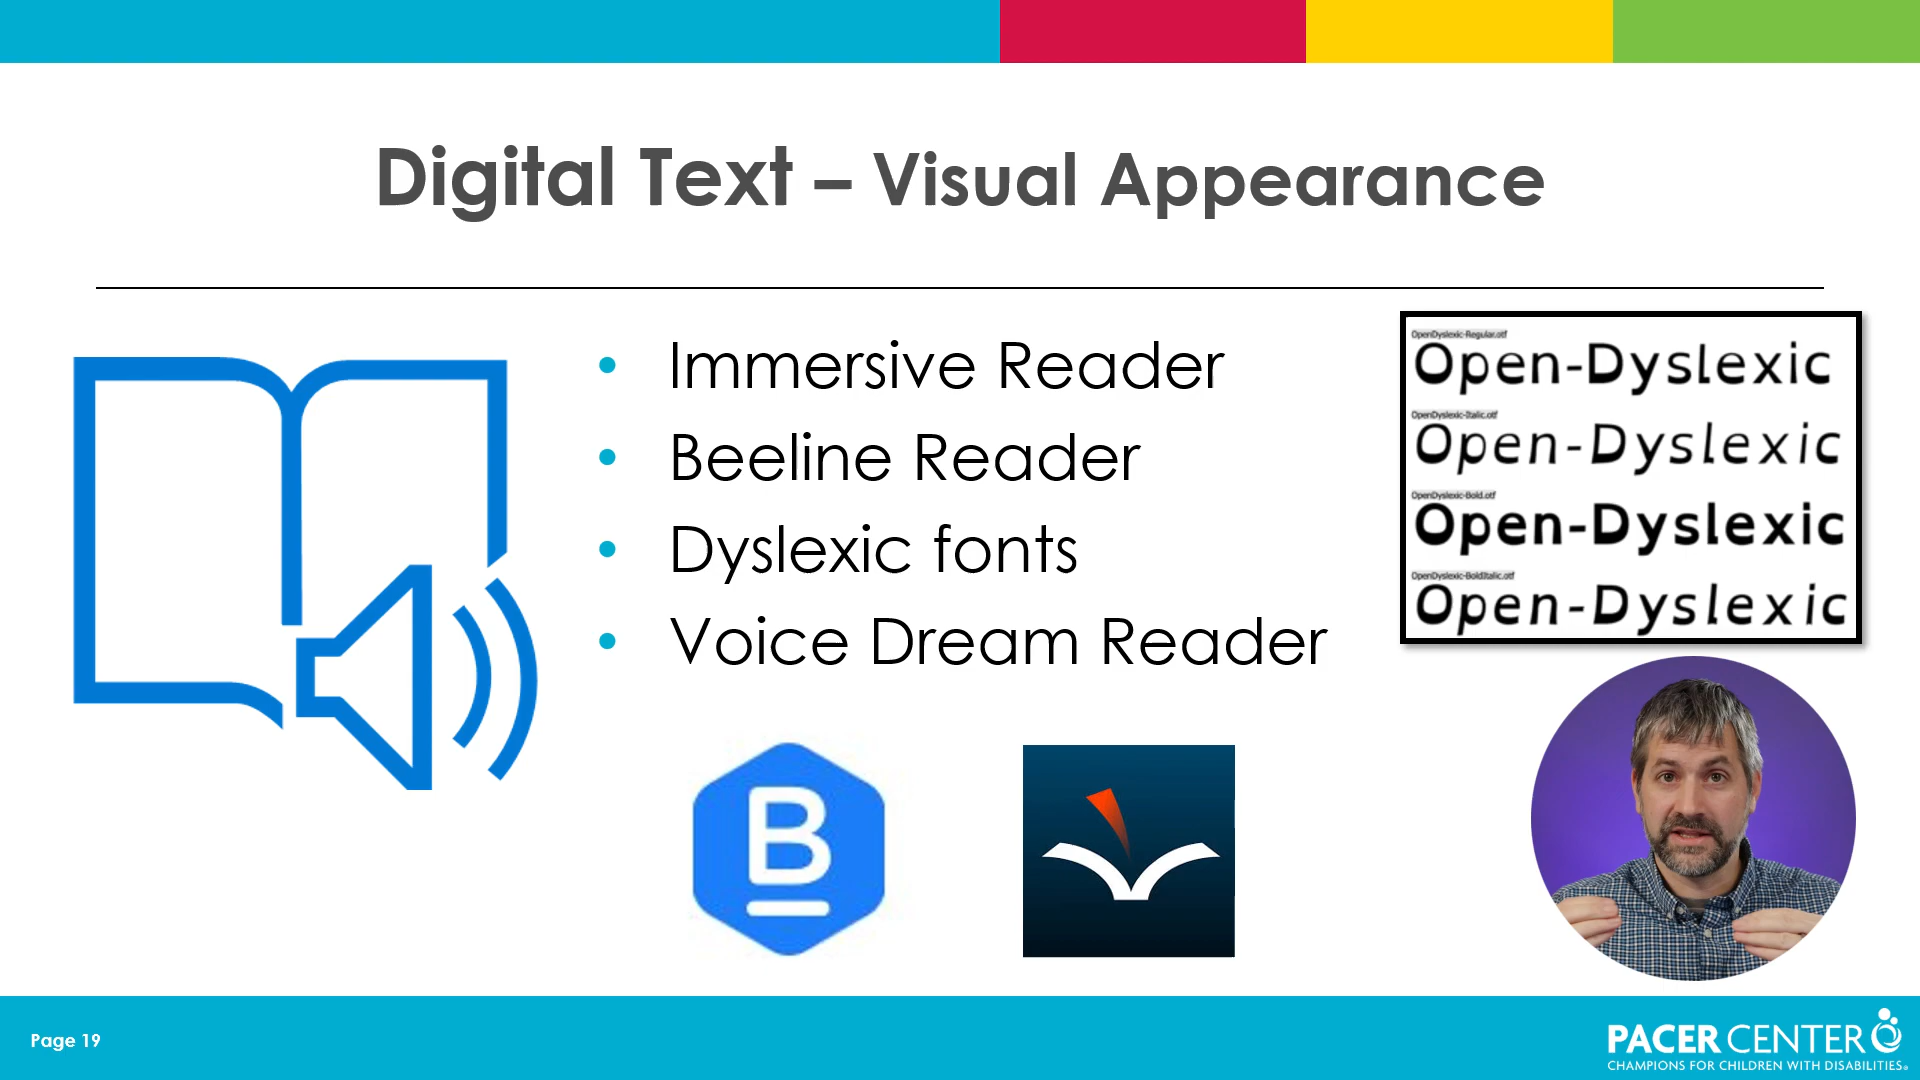 Digital Text – Visual Appearance
• Immersive Reader
• Beeline Reader
• Dyslexic fonts
• Voice Dream Reader
OpenDyslexic-Regular.otf
Open-Dyslexic
OpenDyslexic-Italic.otf
Open-Dyslexic
OpenDyslexic-Bold.otf
Open-Dyslexic
OpenDyslexic-BoldItalic.otf
Open-Dyslexic
B
Page 19
PACER CENTER
CHAMPIONS FOR CHILDREN WITH DISABILITIES®